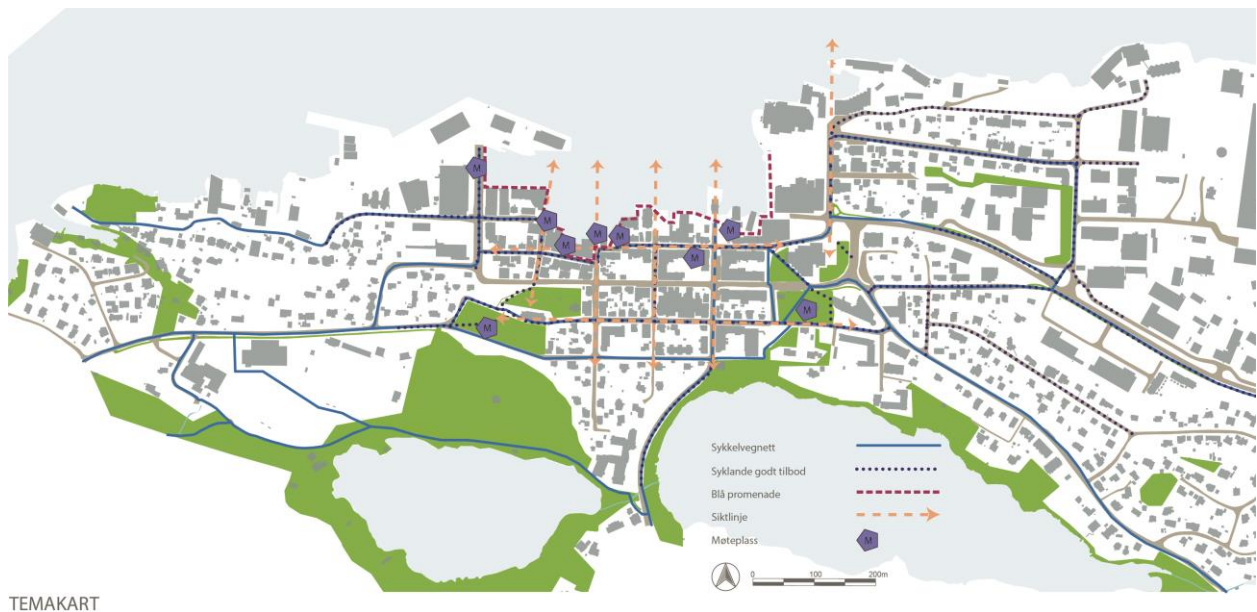 M
M
M
M
M
M
M
M
M
Sykkelvegnett
Syklande godt tilbod
Blå promenade
Siktlinje
Møteplass M
0 100 200m
TEMAKART